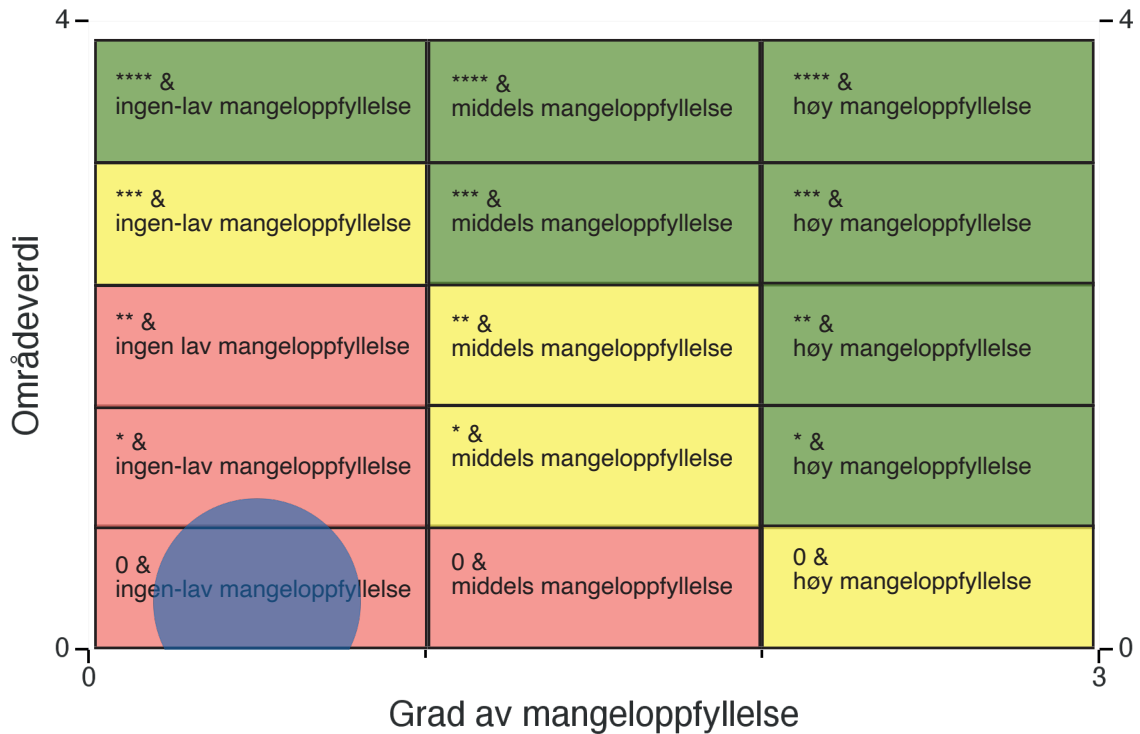 4
4
**** &
ingen-lav mangeloppfyllelse
**** &
middels mangeloppfyllelse
**** &
høy mangeloppfyllelse
*** &
ingen-lav mangeloppfyllelse
*** &
middels mangeloppfyllelse
*** &
høy mangeloppfyllelse
Områdeverdi
** &
ingen lav mangeloppfyllelse
** &
middels mangeloppfyllelse
** &
høy mangeloppfyllelse
* &
ingen-lav mangeloppfyllelse
* &
middels mangeloppfyllelse
* &
høy mangeloppfyllelse
0 &
ingen-lav mangeloppfyllelse
0 &
middels mangeloppfyllelse
0 &
høy mangeloppfyllelse
0
0
0
3
Grad av mangeloppfyllelse